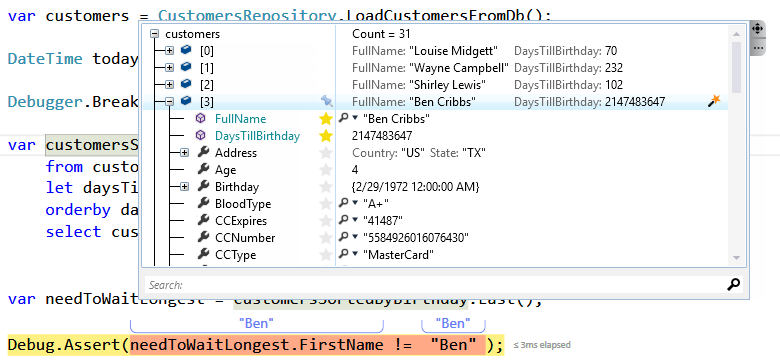 var customers = CustomersRepository.LoadCustomersFromDb();
customers Count = 31
[0] FullName: "Louise Midgett" DaysTillBirthday: 70
DateTime today
[1] FullName: "Wayne Campbell" DaysTillBirthday: 232
[2] FullName: "Shirley Lewis" DaysTillBirthday: 102
Debugger.Break
[3] FullName: "Ben Cribbs" DaysTillBirthday: 2147483647
FullName "Ben Cribbs"
DaysTillBirthday 2147483647
var customersS
Address Country: "US" State: "TX"
from custo
Age 4
let daysTi
Birthday {2/29/1972 12:00:00 AM}
orderby da
BloodType "A+"
select cus
CCExpires "41487"
CCNumber "5584926016076430"
CCType "MasterCard"
Search:
var needToWaitLongest = customersSortedByBirthday.Last();
"Ben" "Ben"
Debug.Assert(needToWaitLongest.FirstName != "Ben" ); ≤ 3ms elapsed